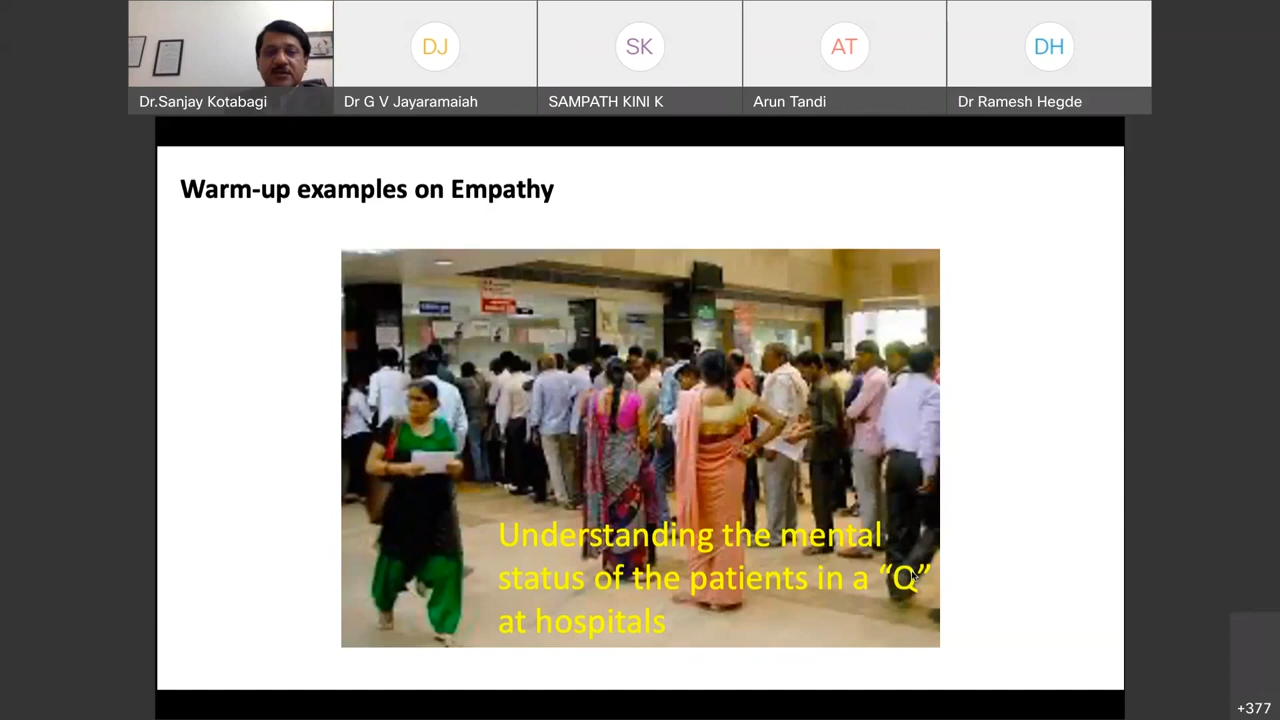 DJ
SK
AT
DH
Dr.Sanjay Kotabagi
Dr G V Jayaramaiah
SAMPATH KINI K
Arun Tandi
Dr Ramesh Hegde
Warm-up examples on Empathy
Understanding the mental
status of the patients in a “Q”
at hospitals
+377